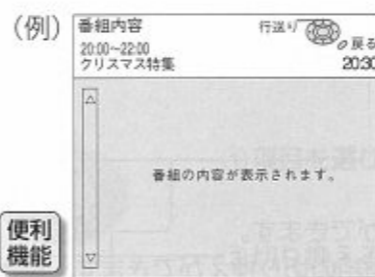 （例）
番組内容
行送り
戻る
20:00～22:00
20:30
クリスマス特集
番組の内容が表示されます。
便利
機能